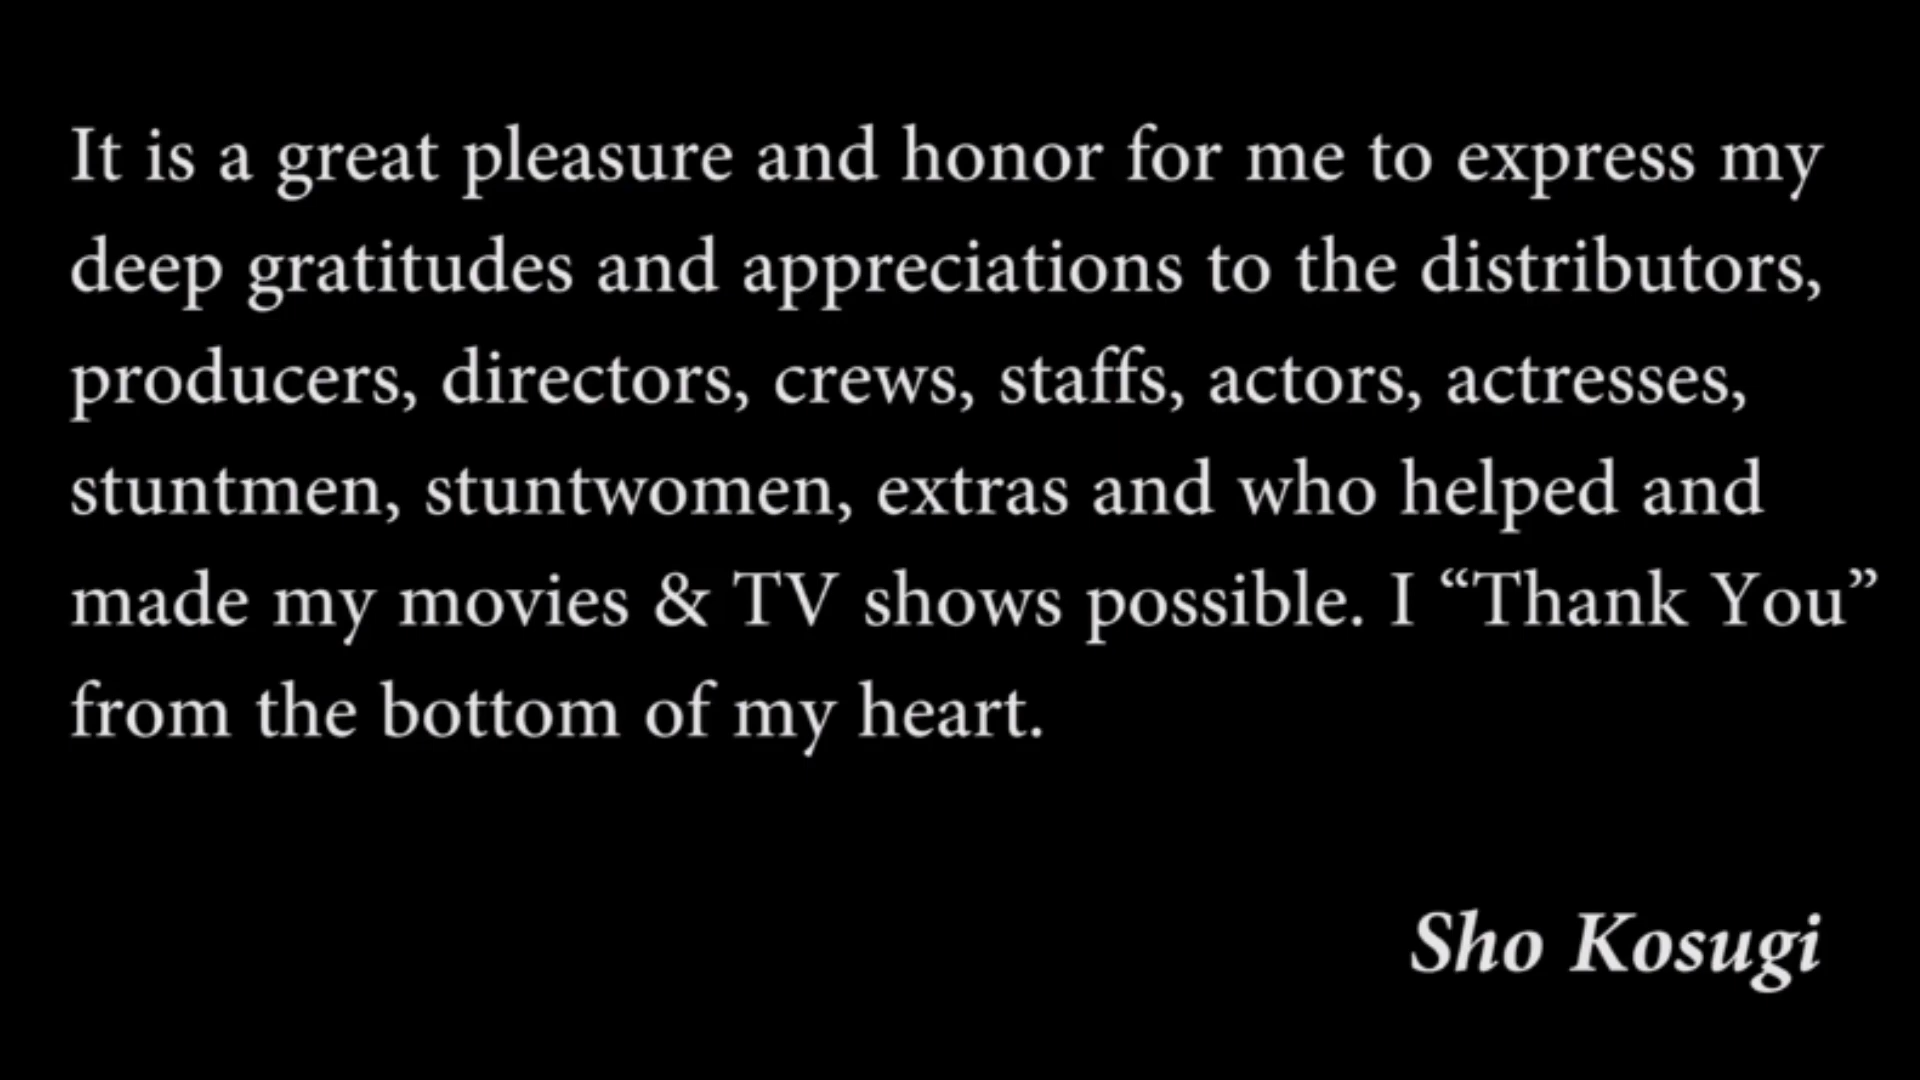 It is a great pleasure and honor for me to express my
deep gratitudes and appreciations to the distributors,
producers, directors, crews, staffs, actors, actresses,
stuntmen, stuntwomen, extras and who helped and
made my movies & TV shows possible. I “Thank You”
from the bottom of my heart.
Sho Kosugi